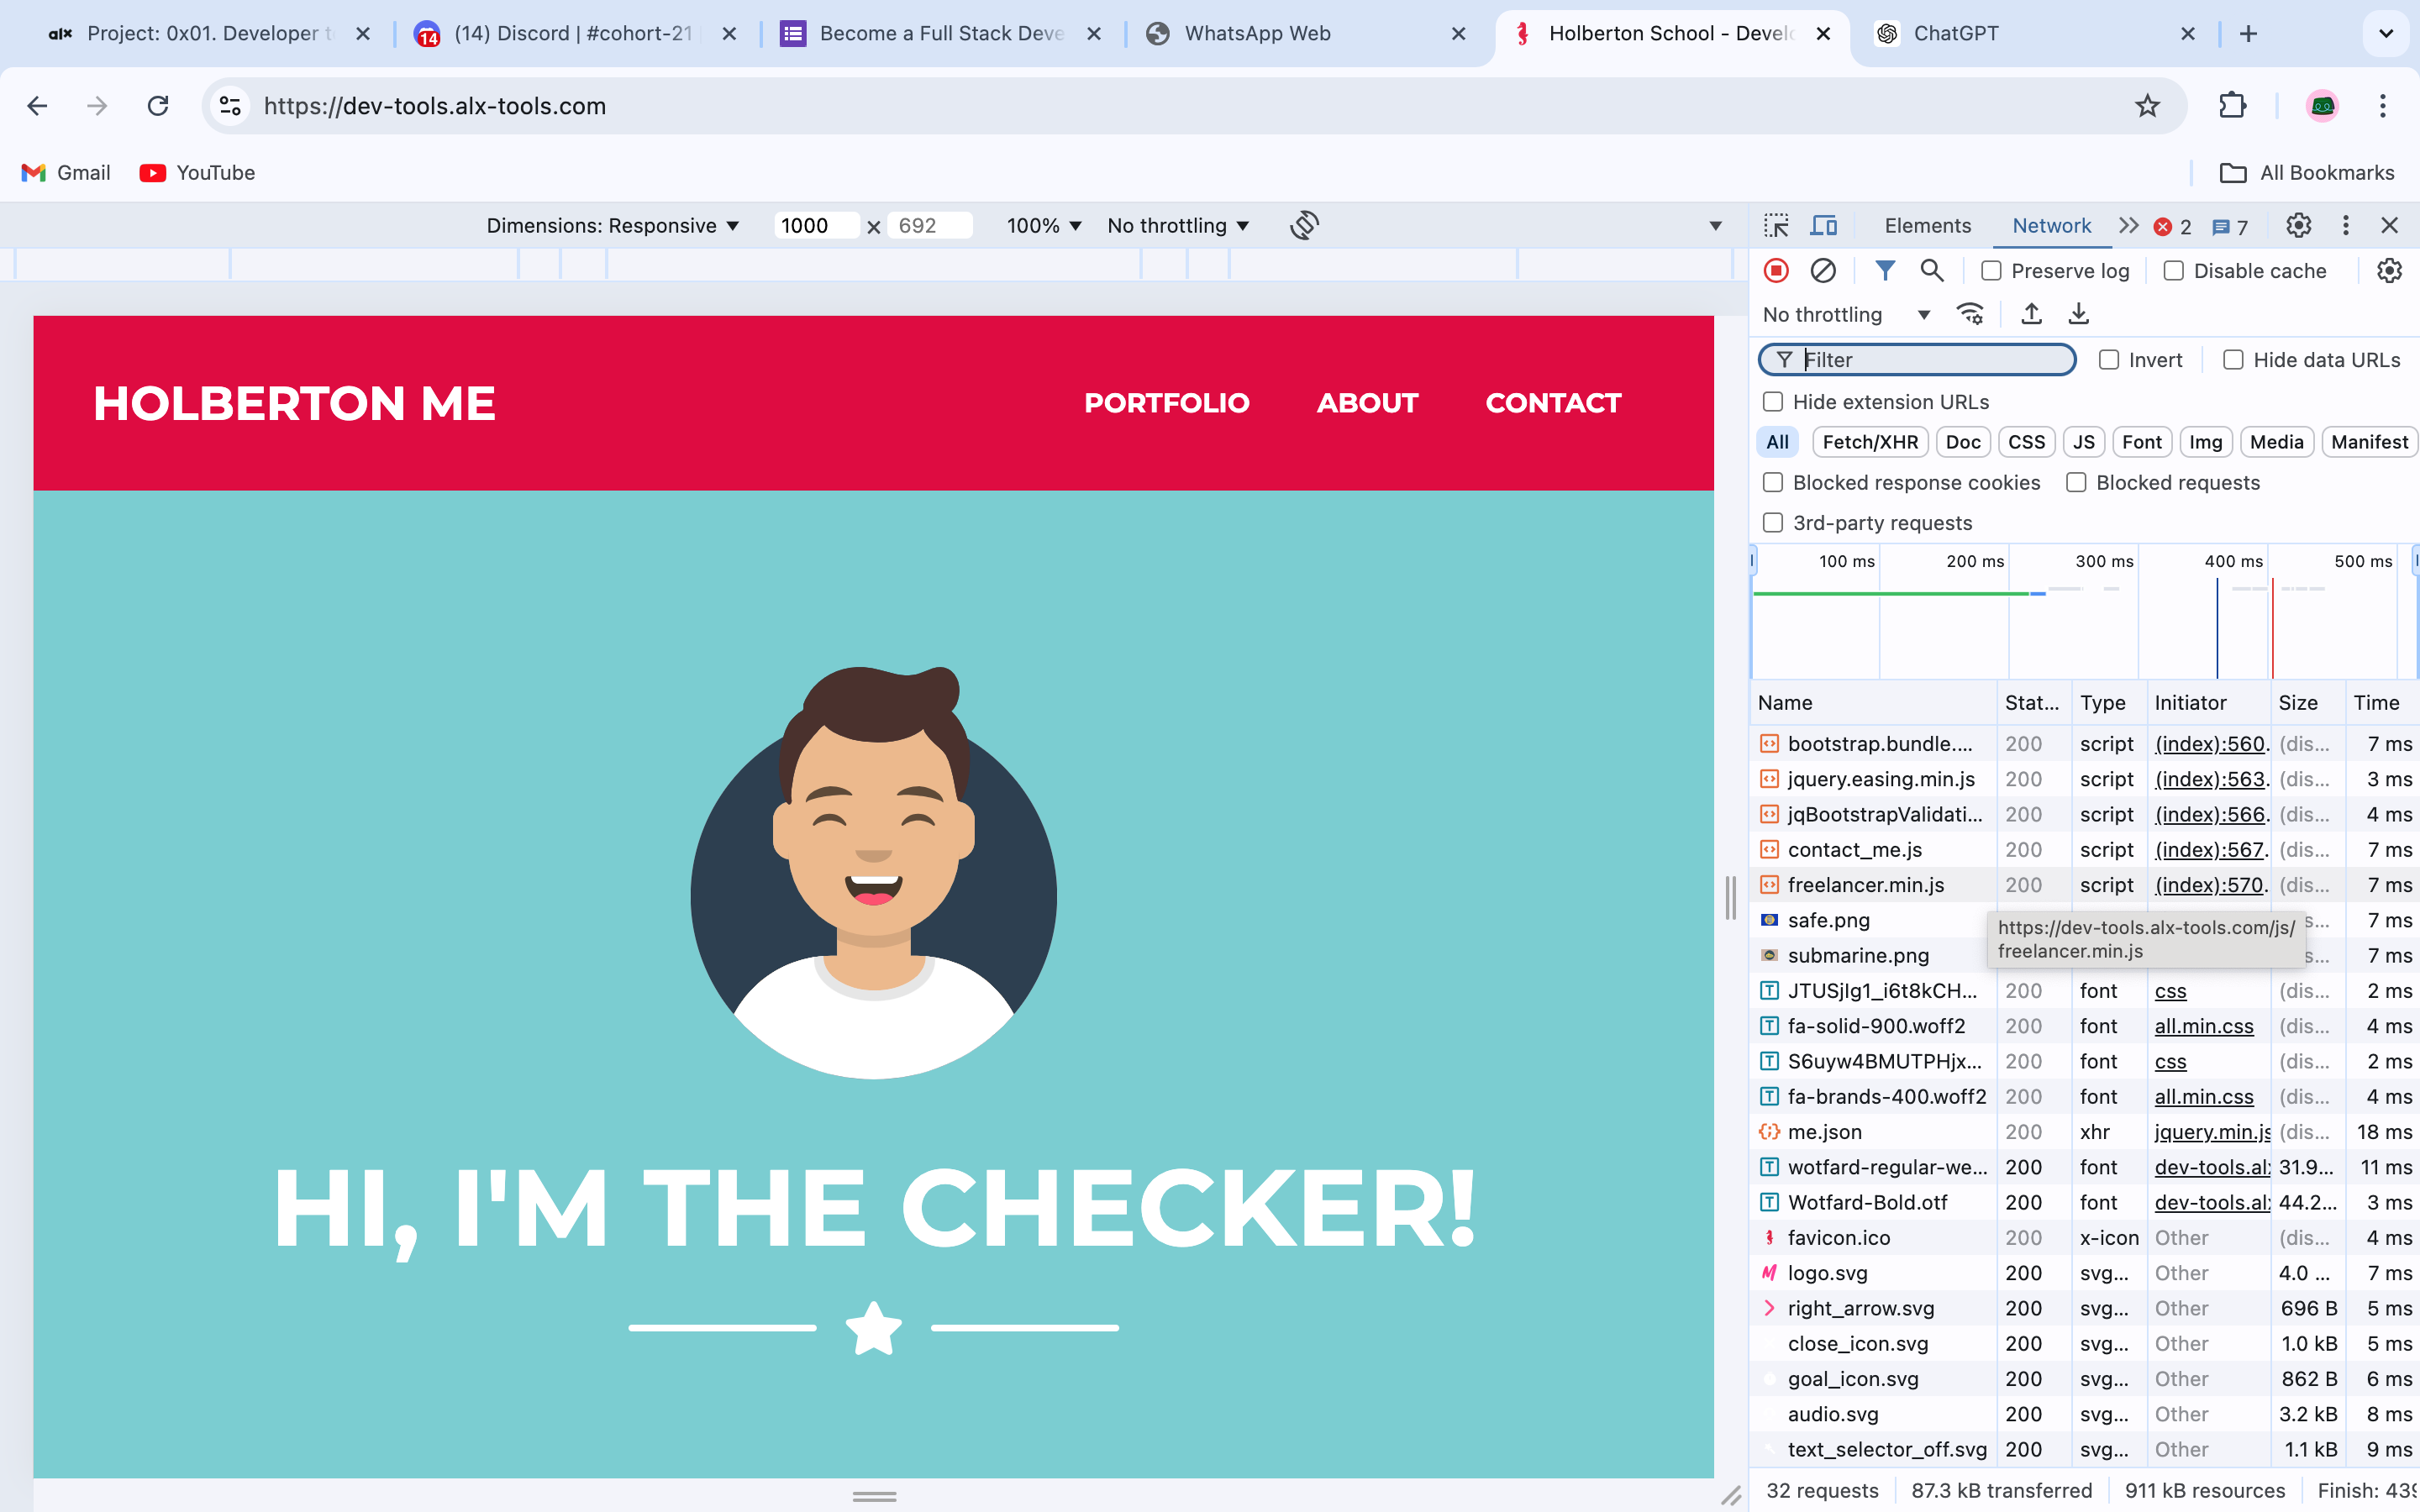 alx Project: 0x01. Developer t 14 (14) Discord | #cohort-21 Become a Full Stack Deve WhatsApp Web Holberton School - Develo ChatGPT
https://dev-tools.alx-tools.com
Gmail YouTube All Bookmarks
Dimensions: Responsive 1000 × 692 100% No throttling
Elements Network 2 7
Preserve log Disable cache
No throttling
Filter Invert Hide data URLs
Hide extension URLs
All Fetch/XHR Doc CSS JS Font Img Media Manifest
Blocked response cookies Blocked requests
3rd-party requests
100 ms 200 ms 300 ms 400 ms 500 ms
HOLBERTON ME PORTFOLIO ABOUT CONTACT
HI, I'M THE CHECKER!
Name Stat... Type Initiator Size Time
bootstrap.bundle.... 200 script (index):560. (dis... 7 ms
jquery.easing.min.js 200 script (index):563. (dis... 3 ms
jqBootstrapValidati... 200 script (index):566. (dis... 4 ms
contact_me.js 200 script (index):567. (dis... 7 ms
freelancer.min.js 200 script (index):570. (dis... 7 ms
safe.png s... 7 ms
submarine.png s... 7 ms
https://dev-tools.alx-tools.com/js/
freelancer.min.js
JTUSjIg1_i6t8kCH... 200 font css (dis... 2 ms
fa-solid-900.woff2 200 font all.min.css (dis... 4 ms
S6uyw4BMUTPHjx... 200 font css (dis... 2 ms
fa-brands-400.woff2 200 font all.min.css (dis... 4 ms
me.json 200 xhr jquery.min.js (dis... 18 ms
wotfard-regular-we... 200 font dev-tools.al 31.9... 11 ms
Wotfard-Bold.otf 200 font dev-tools.al 44.2... 3 ms
favicon.ico 200 x-icon Other (dis... 4 ms
logo.svg 200 svg... Other 4.0 ... 7 ms
right_arrow.svg 200 svg... Other 696 B 5 ms
close_icon.svg 200 svg... Other 1.0 kB 5 ms
goal_icon.svg 200 svg... Other 862 B 6 ms
audio.svg 200 svg... Other 3.2 kB 8 ms
text_selector_off.svg 200 svg... Other 1.1 kB 9 ms
32 requests 87.3 kB transferred 911 kB resources Finish: 439